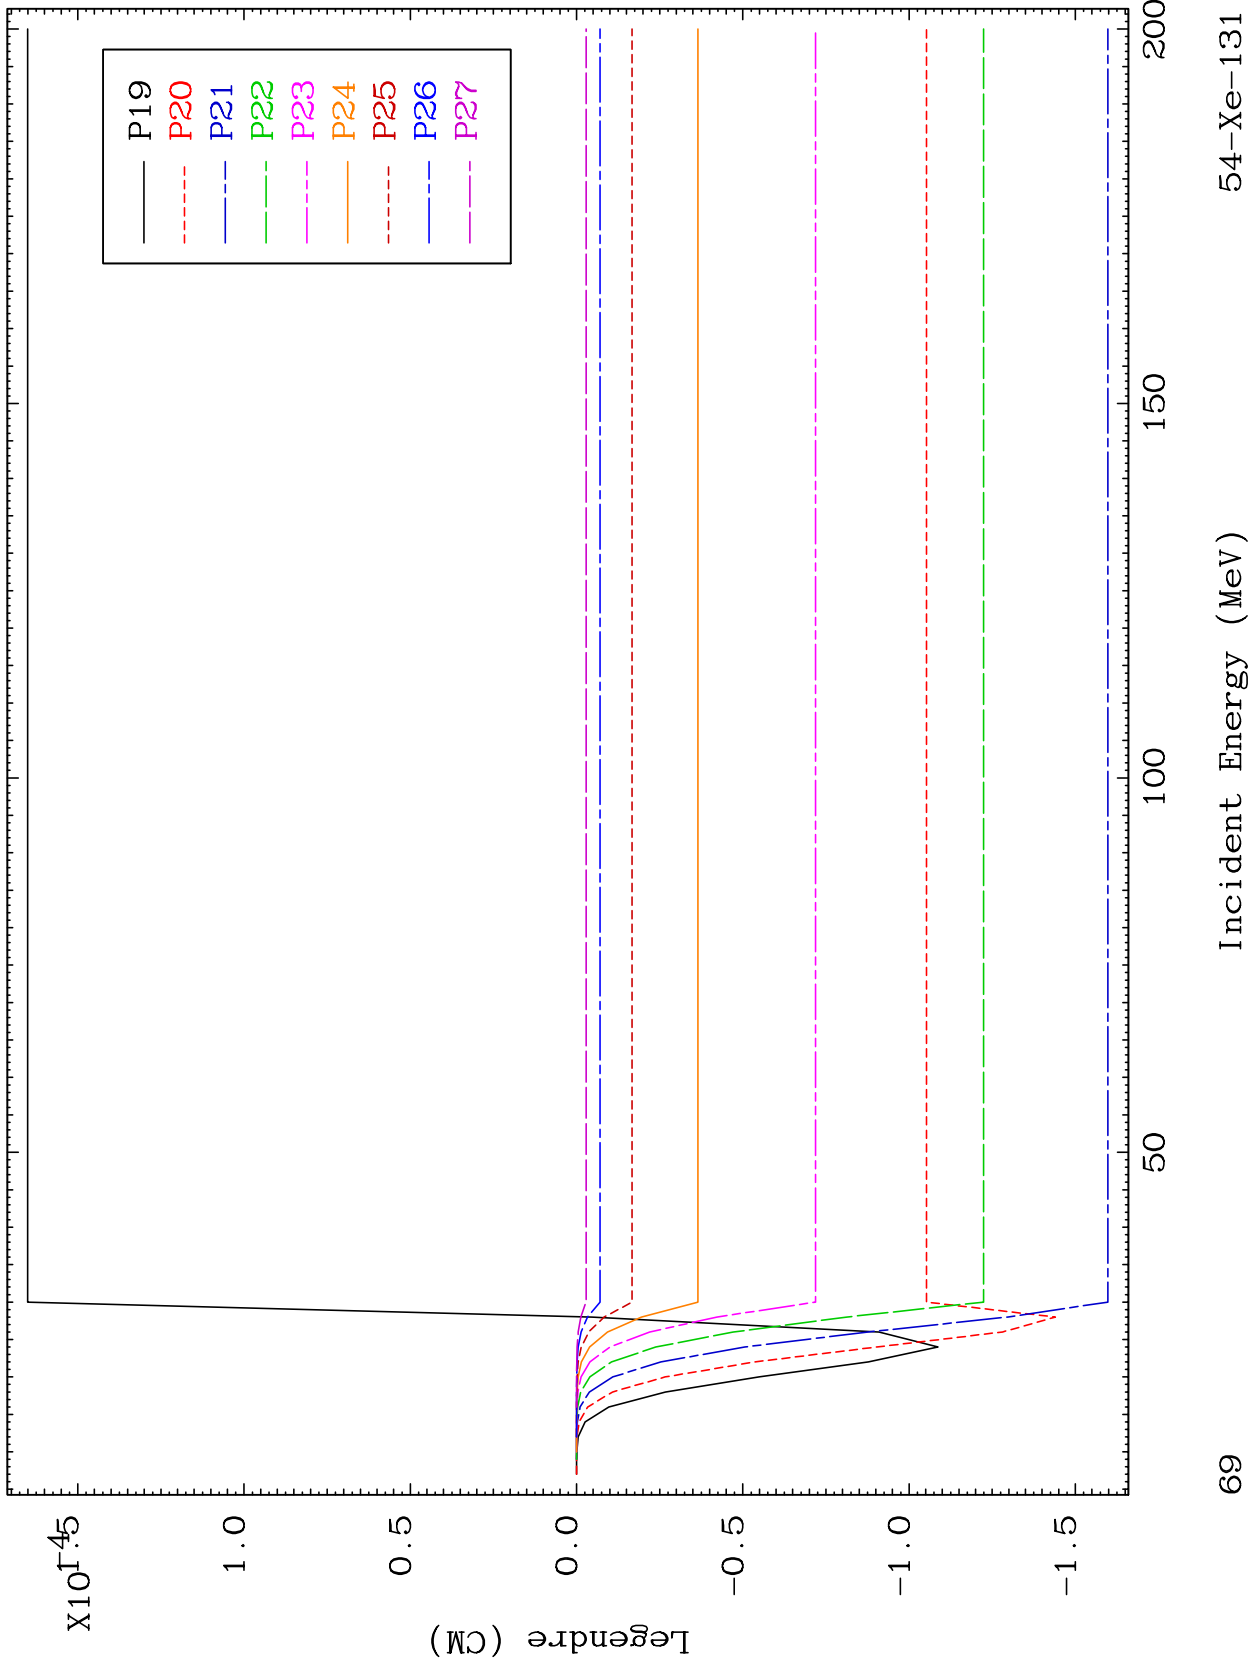 X10-4
1.5
1.0
0.5
0.0
-0.5
-1.0
-1.5
Legendre (CM)
P19
P20
P21
P22
P23
P24
P25
P26
P27
50
100
150
200
69
Incident Energy (MeV)
54-Xe-131